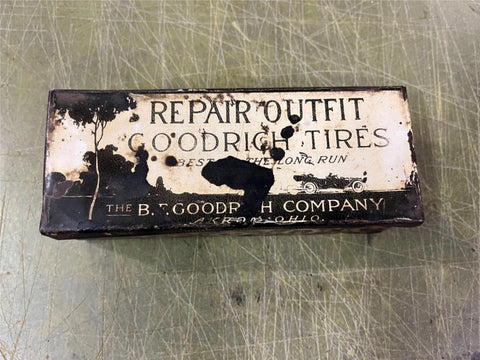 REPAIR OUTFIT
GOODRICH TIRES
BEST THE LONG RUN
THE B.F. GOODRICH COMPANY
AKRON, OHIO.